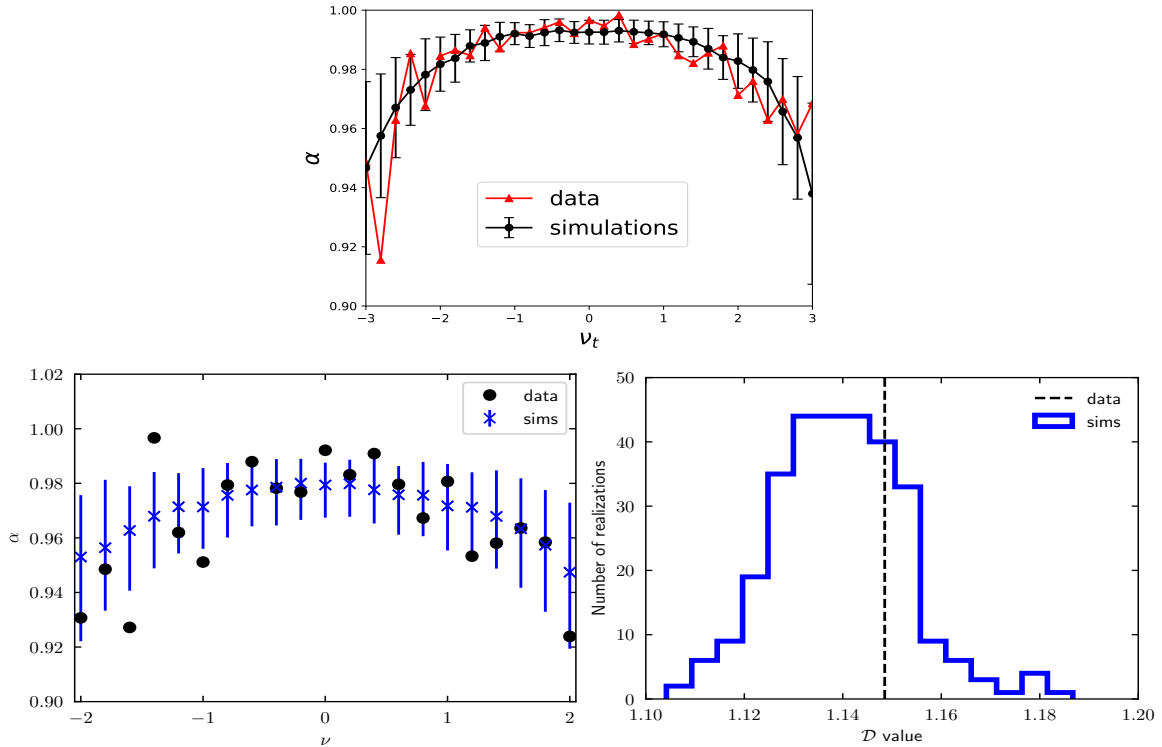 1.00
0.98
0.96
0.94
0.92
0.90
α
data
simulations
−3 −2 −1 0 1 2 3
ν_t
1.02
1.00
0.98
0.96
0.94
0.92
0.90
α
data
sims
−2 −1 0 1 2
ν
50
40
30
20
10
0
Number of realizations
data
sims
1.10 1.12 1.14 1.16 1.18 1.20
𝒟 value